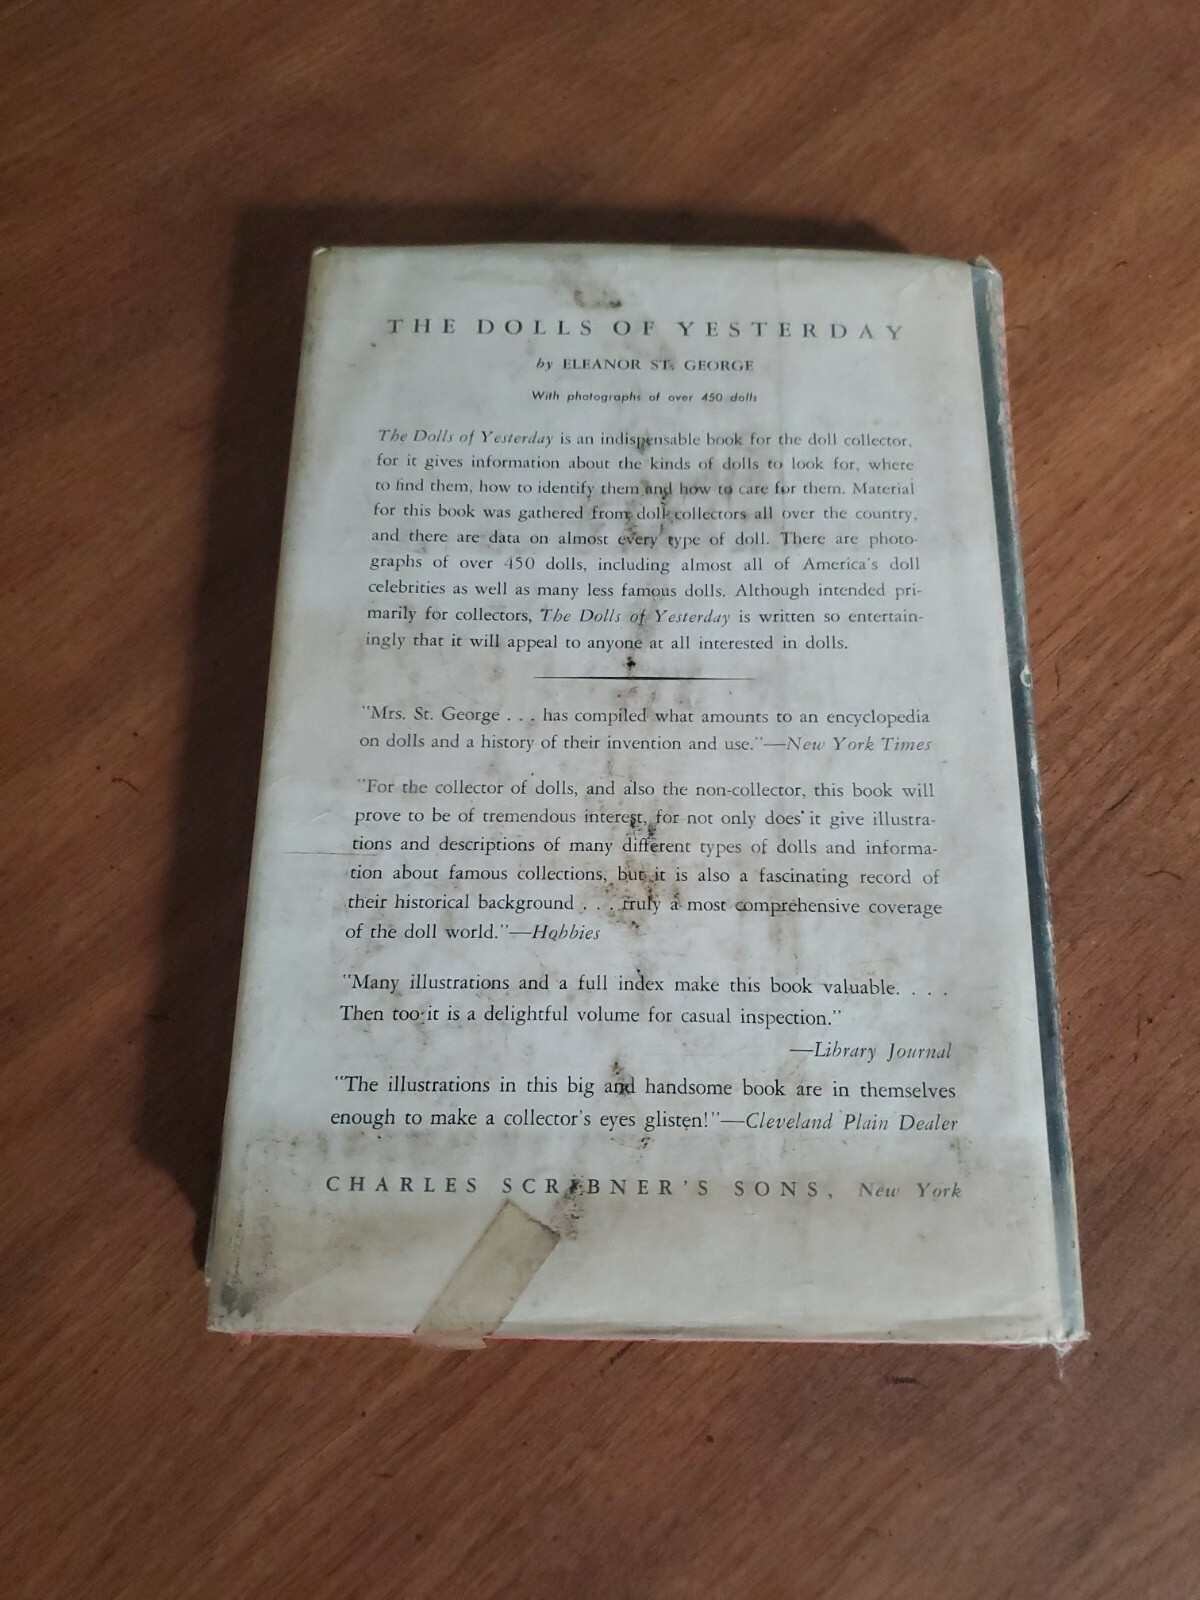 THE DOLLS OF YESTERDAY
by ELEANOR ST. GEORGE
With photographs of over 450 dolls
The Dolls of Yesterday is an indispensable book for the doll collector,
for it gives information about the kinds of dolls to look for, where
to find them, how to identify them and how to care for them. Material
for this book was gathered from doll collectors all over the country,
and there are data on almost every type of doll. There are photo-
graphs of over 450 dolls, including almost all of America's doll
celebrities as well as many less famous dolls. Although intended pri-
marily for collectors, The Dolls of Yesterday is written so entertain-
ingly that it will appeal to anyone at all interested in dolls.
"Mrs. St. George . . . has compiled what amounts to an encyclopedia
on dolls and a history of their invention and use."—New York Times
"For the collector of dolls, and also the non-collector, this book will
prove to be of tremendous interest, for not only does it give illustra-
tions and descriptions of many different types of dolls and informa-
tion about famous collections, but it is also a fascinating record of
their historical background . . . truly a most comprehensive coverage
of the doll world."—Hobbies
"Many illustrations and a full index make this book valuable. . . .
Then too it is a delightful volume for casual inspection."
—Library Journal
"The illustrations in this big and handsome book are in themselves
enough to make a collector's eyes glisten!"—Cleveland Plain Dealer
CHARLES SCRIBNER'S SONS, New York